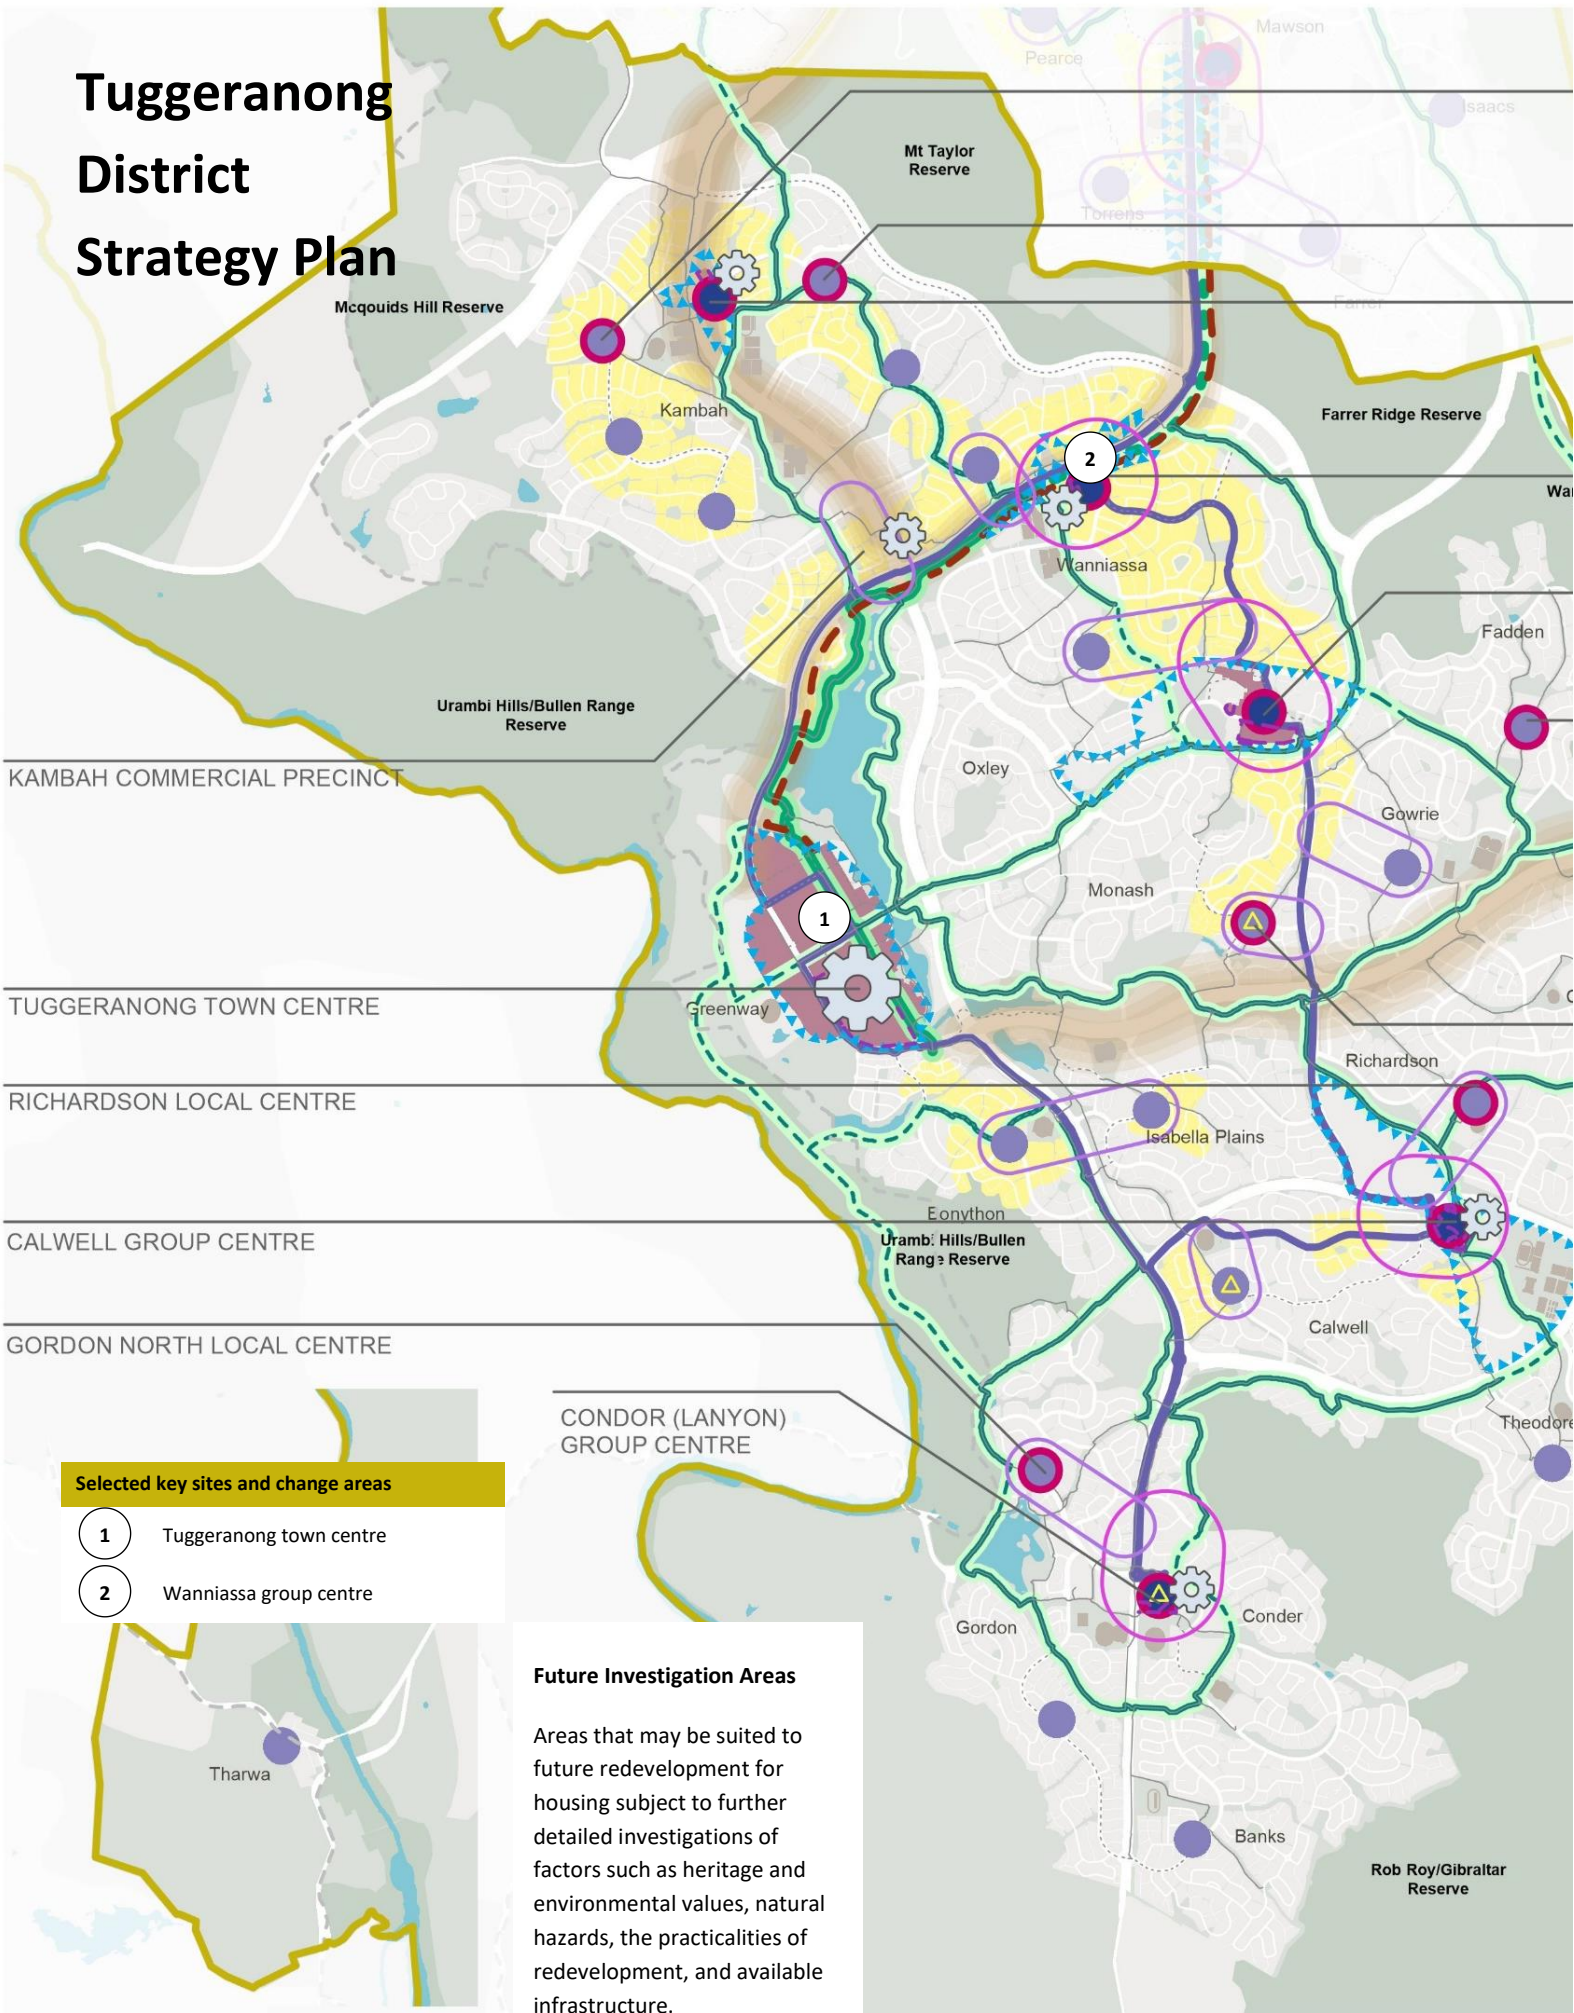 Tuggeranong
District
Strategy Plan
Mawson
Pearce
Isaacs
Mt Taylor
Reserve
Torrens
Farrer
Mcqouids Hill Reserve
Kambah
Farrer Ridge Reserve
2
Wanniassa
Fadden
Urambi Hills/Bullen Range
Reserve
KAMBAH COMMERCIAL PRECINCT
Oxley
Gowrie
Monash
1
TUGGERANONG TOWN CENTRE
Greenway
Richardson
RICHARDSON LOCAL CENTRE
Isabella Plains
Bonython
CALWELL GROUP CENTRE
Urambi Hills/Bullen
Range Reserve
Calwell
GORDON NORTH LOCAL CENTRE
CONDOR (LANYON)
GROUP CENTRE
Theodore
Selected key sites and change areas
1 Tuggeranong town centre
2 Wanniassa group centre
Gordon
Conder
Tharwa
Banks
Rob Roy/Gibraltar
Reserve
Future Investigation Areas
Areas that may be suited to
future redevelopment for
housing subject to further
detailed investigations of
factors such as heritage and
environmental values, natural
hazards, the practicalities of
redevelopment, and available
infrastructure.